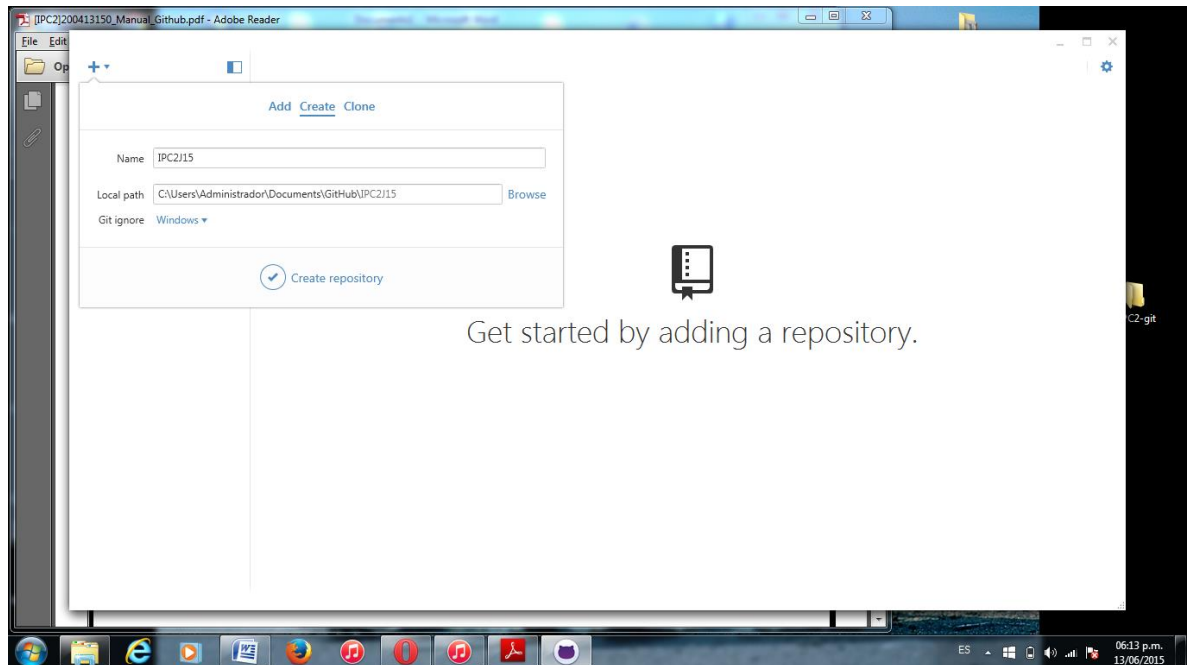 [IPC2]200413150_Manual_Github.pdf - Adobe Reader
File Edit
Op
Add Create Clone
Name IPC2J15
Local path C:\Users\Administrador\Documents\GitHub\IPC2J15 Browse
Git ignore Windows
Create repository
Get started by adding a repository.
C2-git
ES
06:13 p.m.
13/06/2015